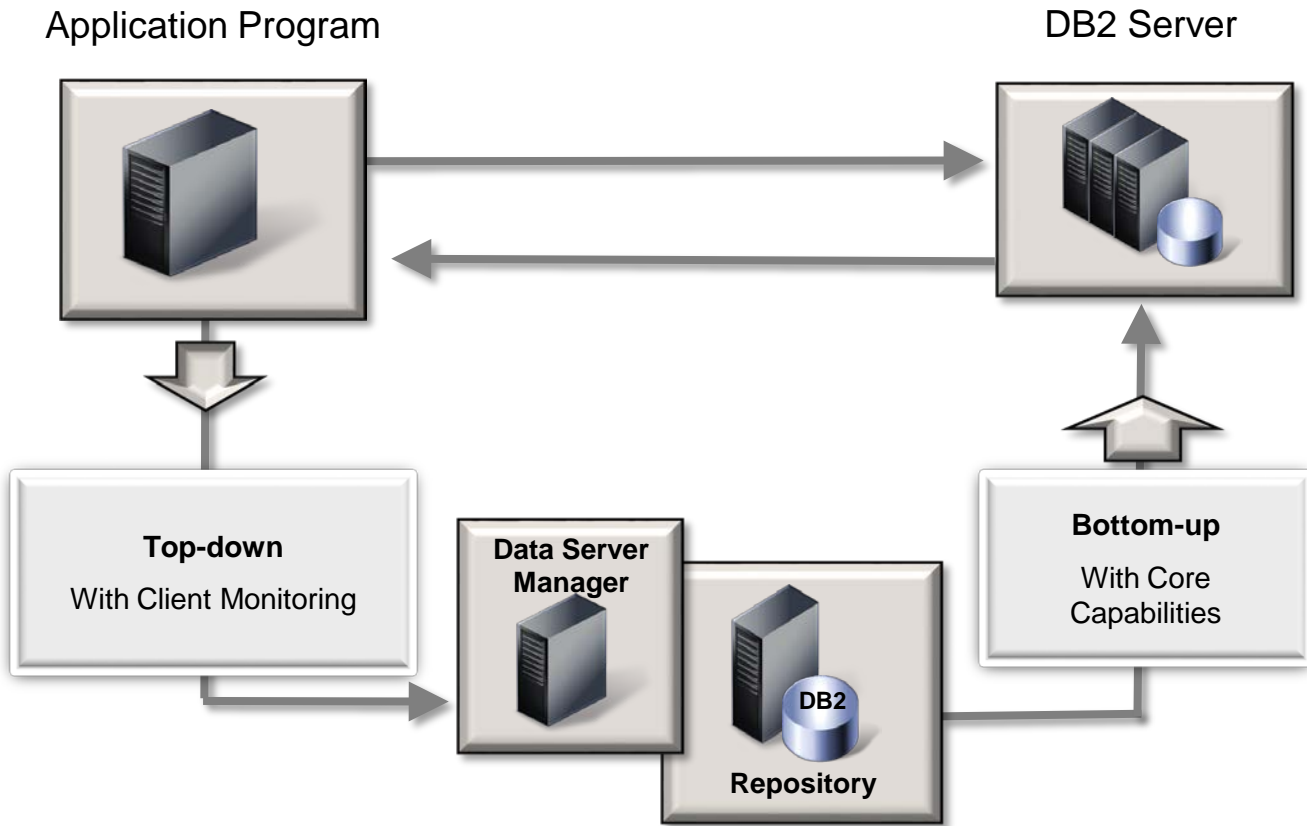 Application Program
DB2 Server
Top-down
With Client Monitoring
Data Server
Manager
DB2
Repository
Bottom-up
With Core
Capabilities